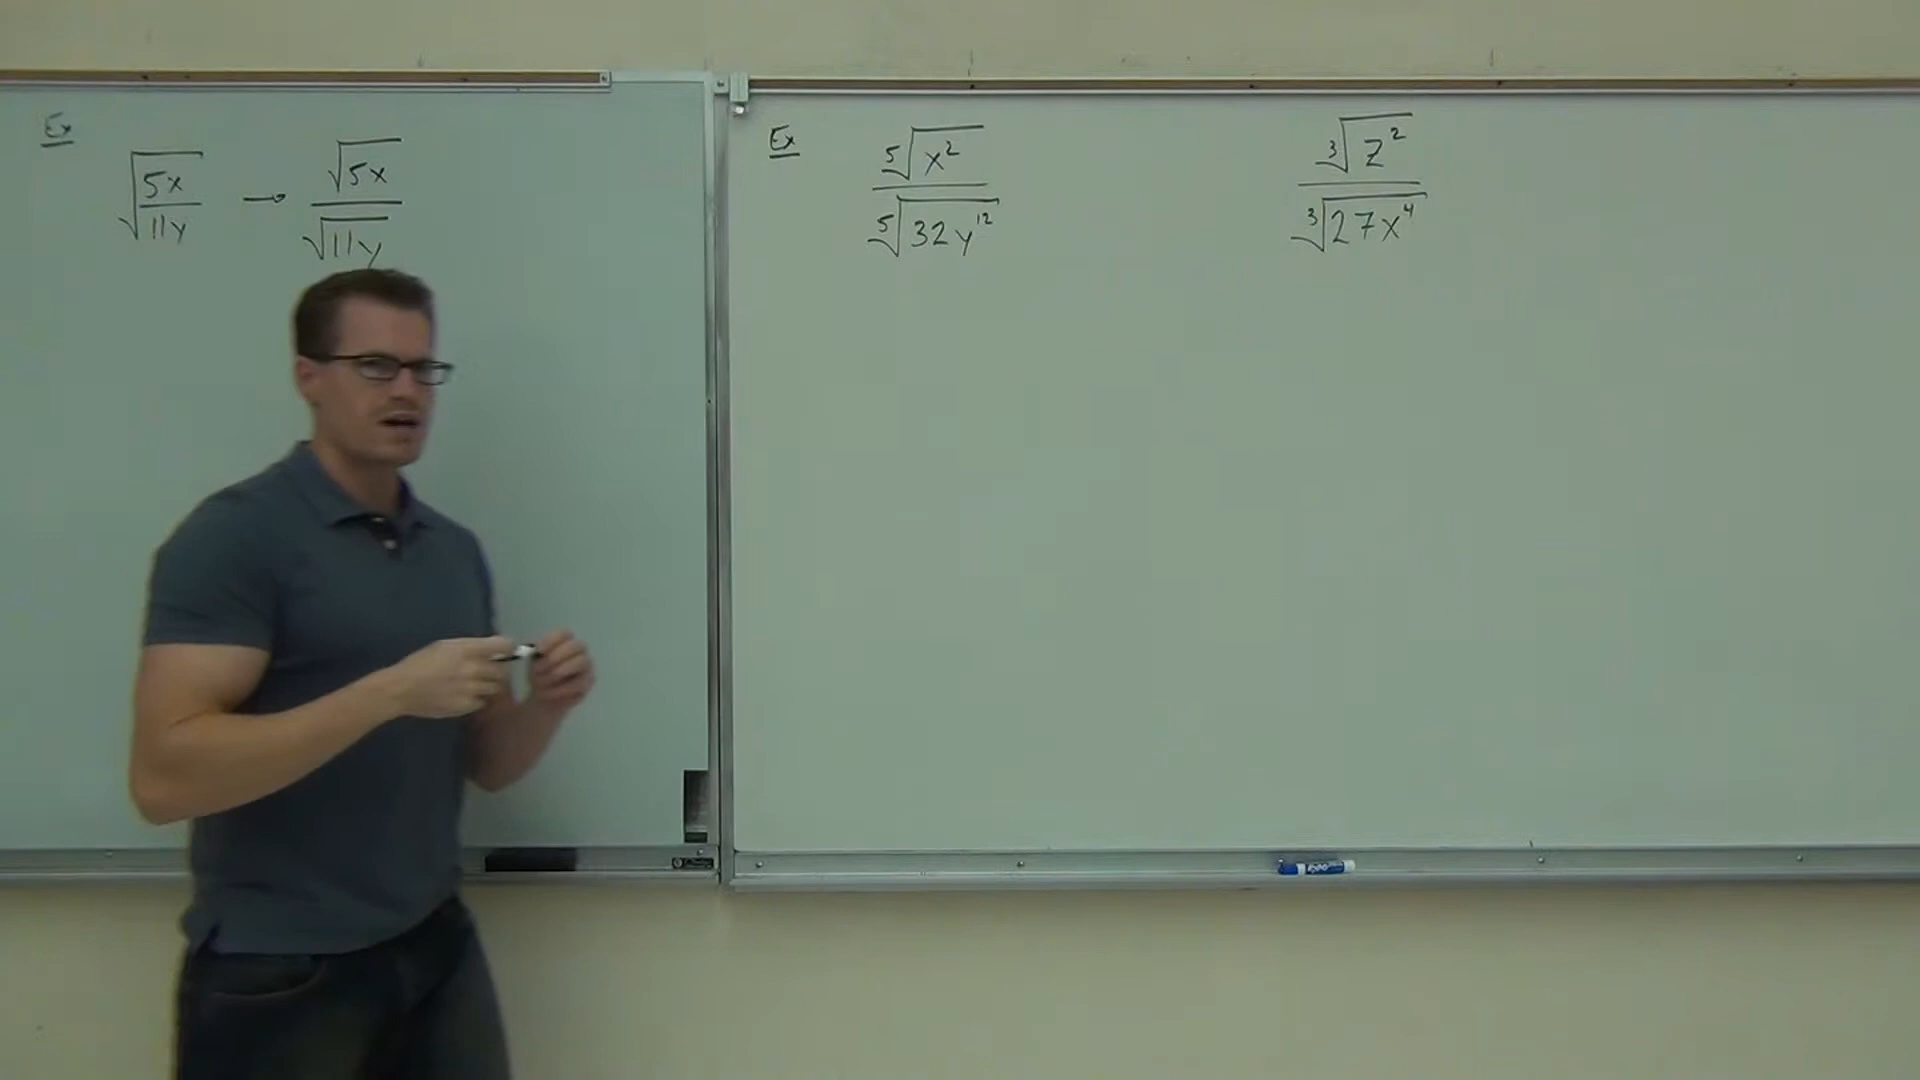 Ex
√(5x/11y) → √5x/√11y
Ex
⁵√x²/⁵√32y¹²
³√z²/³√27x⁴